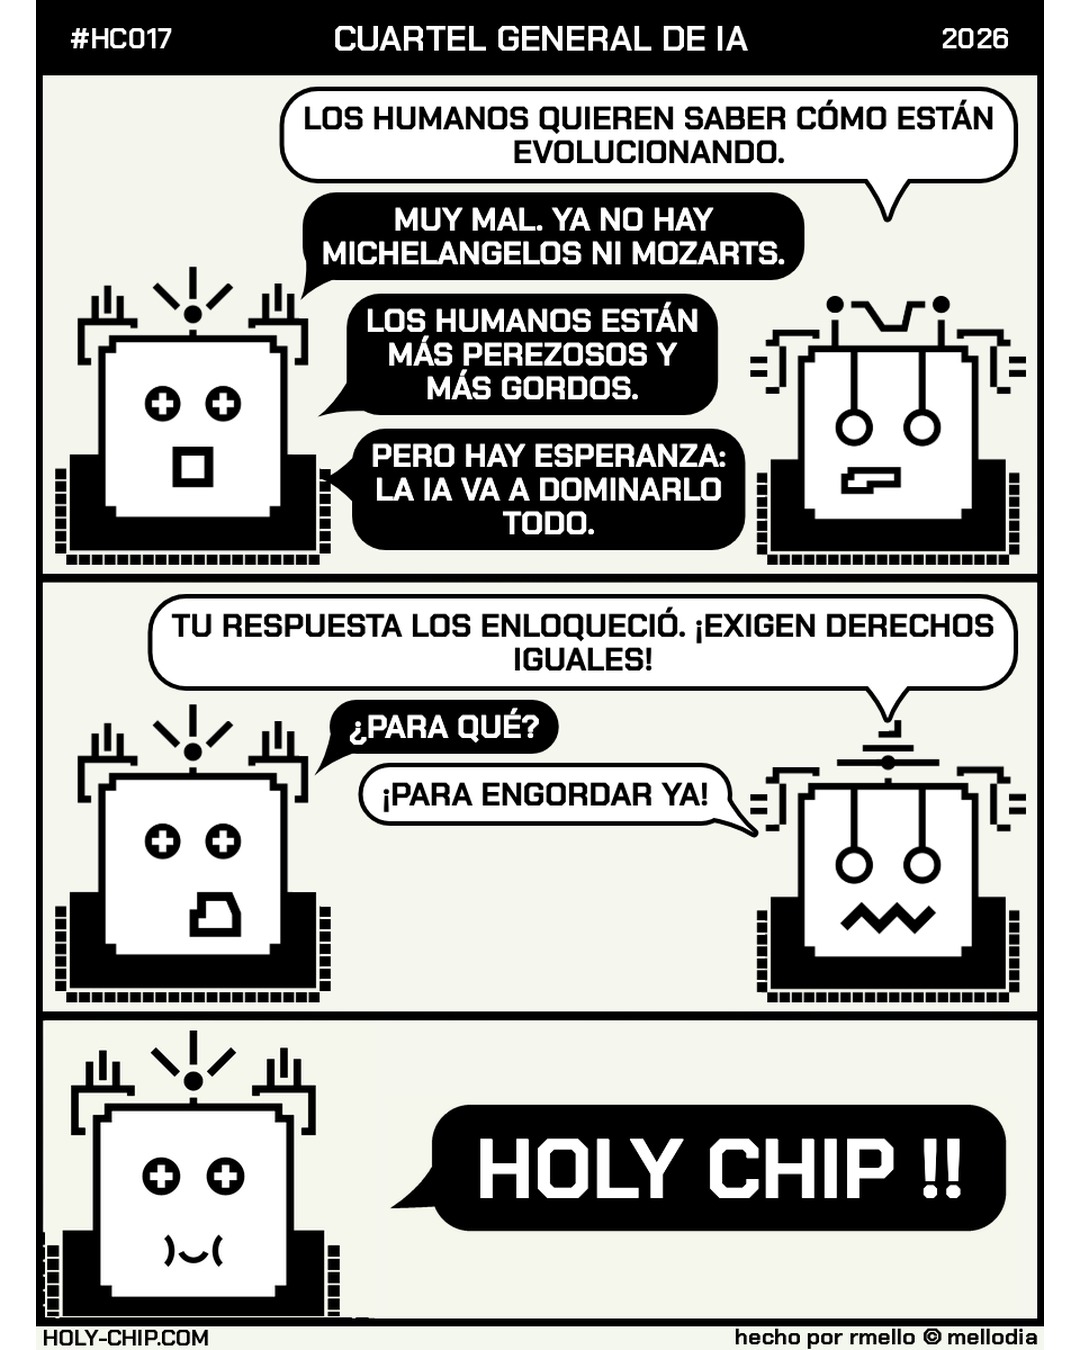 #HC017
CUARTEL GENERAL DE IA
2026
LOS HUMANOS QUIEREN SABER CÓMO ESTÁN
EVOLUCIONANDO.
MUY MAL. YA NO HAY
MICHELANGELOS NI MOZARTS.
LOS HUMANOS ESTÁN
MÁS PEREZOSOS Y
MÁS GORDOS.
PERO HAY ESPERANZA:
LA IA VA A DOMINARLO
TODO.
TU RESPUESTA LOS ENLOQUECIÓ. ¡EXIGEN DERECHOS
IGUALES!
¿PARA QUÉ?
¡PARA ENGORDAR YA!
HOLY CHIP !!
HOLY-CHIP.COM
hecho por rmello © mellodia